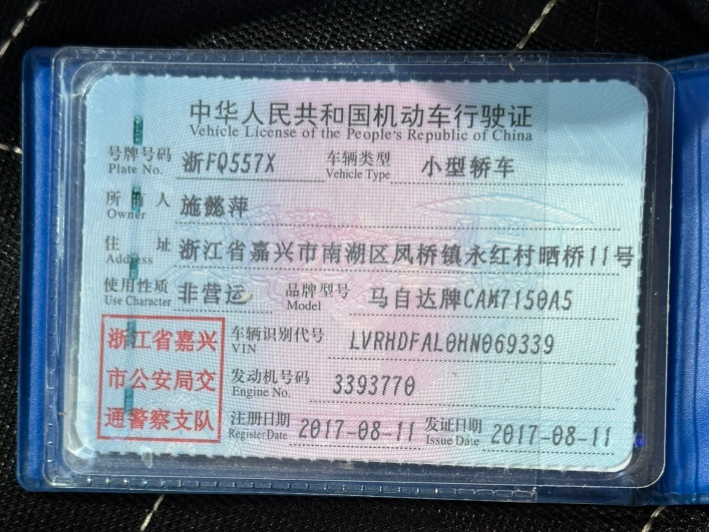 中华人民共和国机动车行驶证
Vehicle License of the People's Republic of China
号牌号码 浙FQ557X 车辆类型 小型轿车
Plate No. Vehicle Type
所有人 施懿萍
Owner
住址 浙江省嘉兴市南湖区凤桥镇永红村晒桥11号
Address
使用性质 非营运 品牌型号 马自达牌CAM7150A5
Use Character Model
浙江省嘉兴 车辆识别代号 LVRHDFAL0HN069339
VIN
市公安局交 发动机号码 3393770
Engine No.
通警察支队 注册日期 2017-08-11 发证日期 2017-08-11
Register Date Issue Date